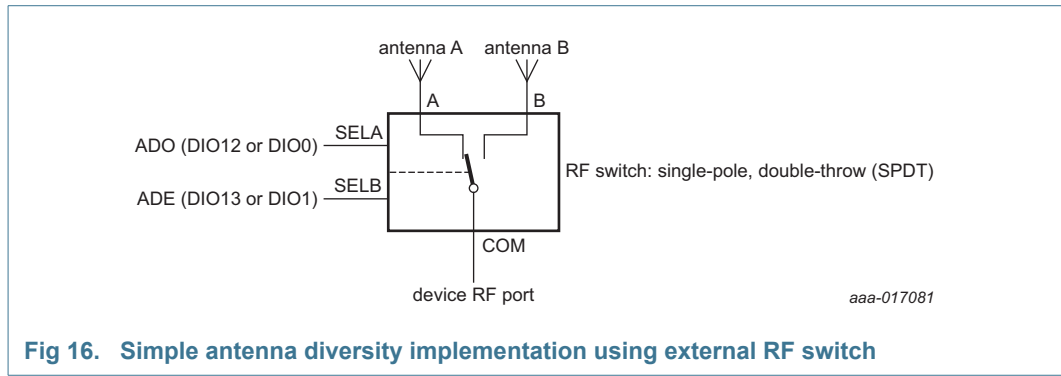 antenna A antenna B
A B
SELA
ADO (DIO12 or DIO0)
RF switch: single-pole, double-throw (SPDT)
SELB
ADE (DIO13 or DIO1)
COM
device RF port
aaa-017081
Fig 16. Simple antenna diversity implementation using external RF switch